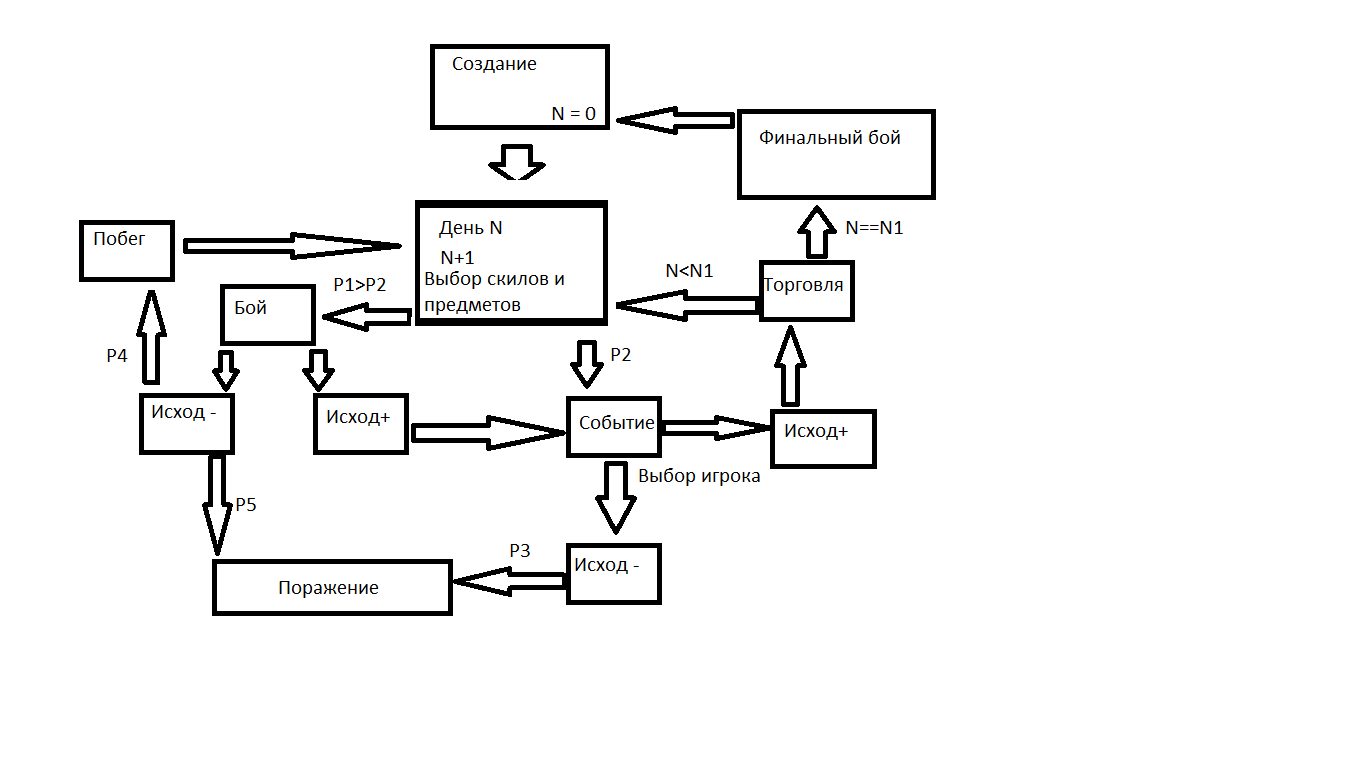 Создание
N = 0
Финальный бой
Побег
День N
N+1
Выбор скилов и
предметов
N==N1
N<N1
Торговля
P1>P2
Бой
P4
P2
Исход -
Исход+
Событие
Исход+
Выбор игрока
P5
P3
Исход -
Поражение